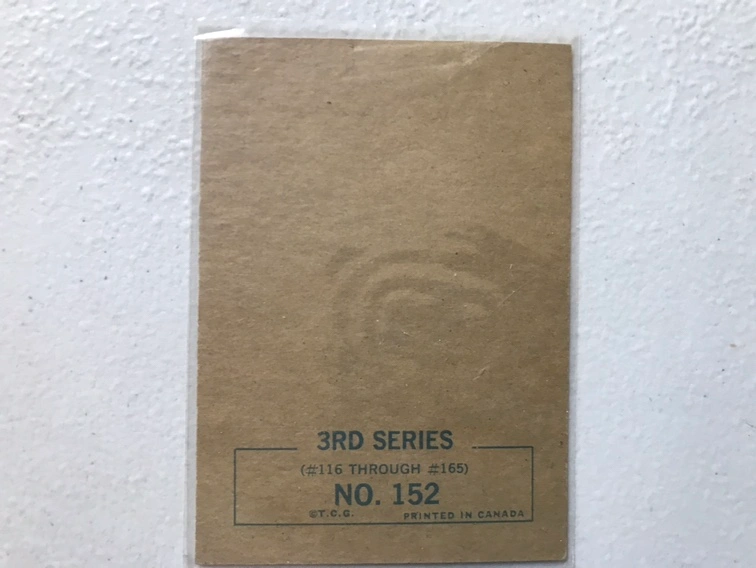 3RD SERIES
(#116 THROUGH #165)
NO. 152
©T.C.G. PRINTED IN CANADA